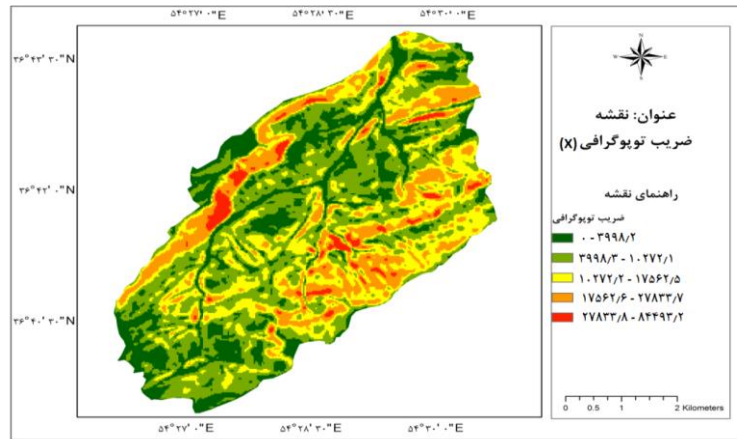 ۵۴°۲۷' ۰"E ۵۴°۲۸' ۳۰"E ۵۴°۳۰' ۰"E
۳۶°۴۳' ۳۰"N
۳۶°۴۲' ۰"N
۳۶°۴۰' ۳۰"N
۵۴°۲۷' ۰"E ۵۴°۲۸' ۳۰"E ۵۴°۳۰' ۰"E
N
W E
S
عنوان: نقشه
ضریب توپوگرافی (X)
راهنمای نقشه
ضریب توپوگرافی
۰ - ۳۹۹۸٫۲
۳۹۹۸٫۳ - ۱۰۲۷۲٫۱
۱۰۲۷۲٫۲ - ۱۷۵۶۲٫۵
۱۷۵۶۲٫۶ - ۲۷۸۳۳٫۷
۲۷۸۳۳٫۸ - ۸۴۴۹۳٫۲
0 0.5 1 2 Kilometers